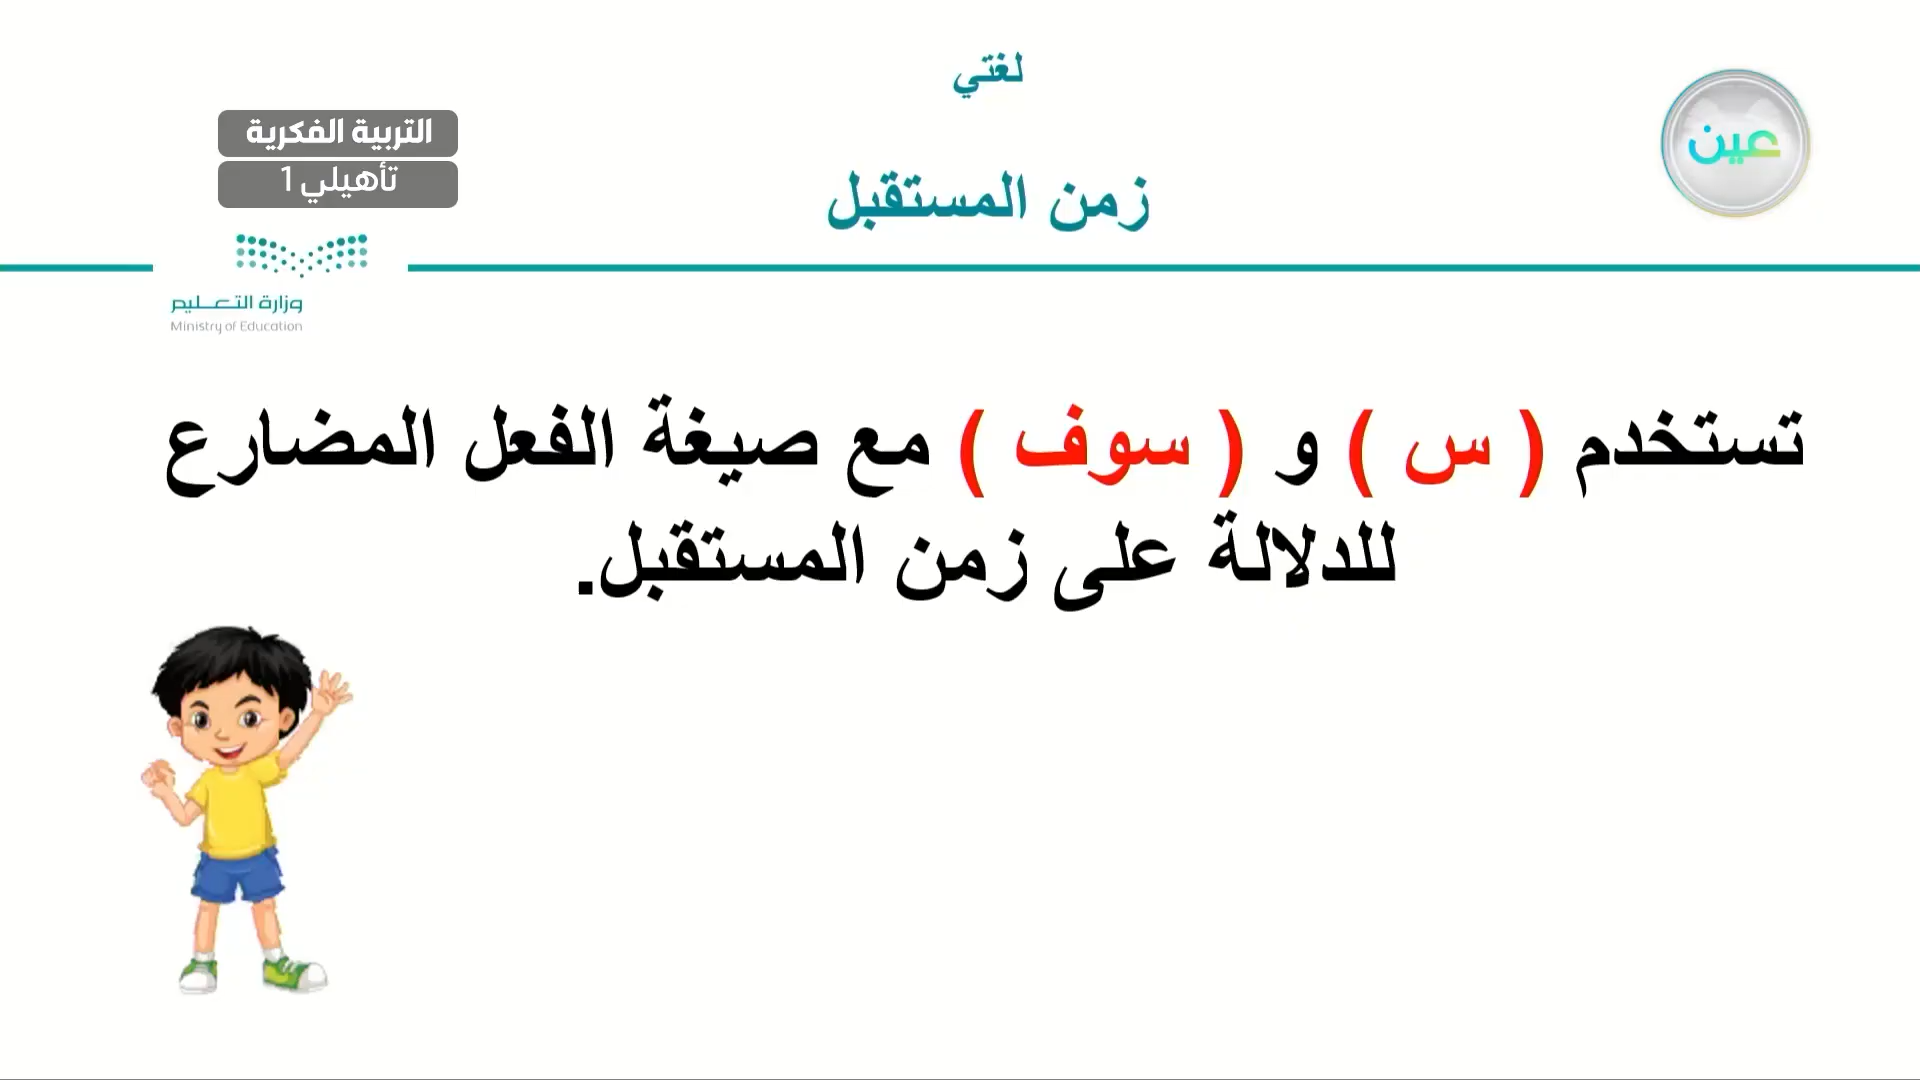 لغتي
عين
التربية الفكرية
تأهيلي 1
زمن المستقبل
وزارة التعليم
Ministry of Education
تستخدم ( س ) و ( سوف ) مع صيغة الفعل المضارع
للدلالة على زمن المستقبل.